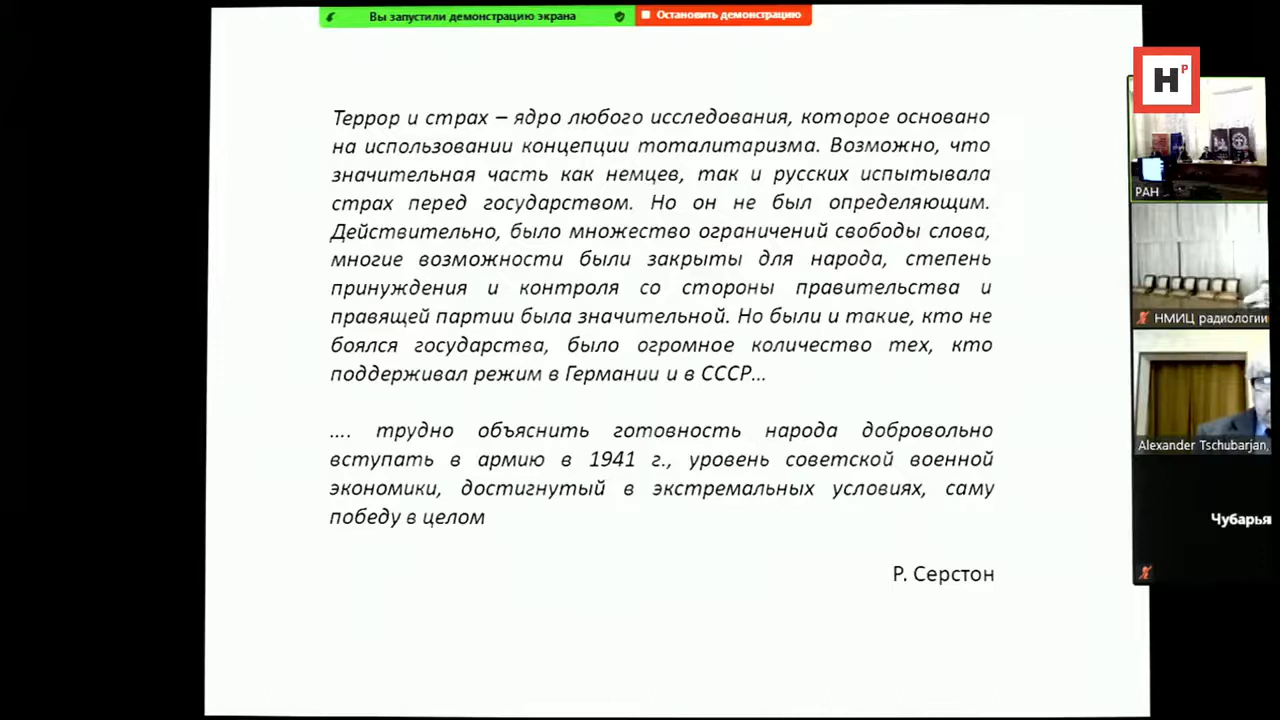 Вы запустили демонстрацию экрана
Остановить демонстрацию
Террор и страх – ядро любого исследования, которое основано
на использовании концепции тоталитаризма. Возможно, что
значительная часть как немцев, так и русских испытывала
страх перед государством. Но он не был определяющим.
Действительно, было множество ограничений свободы слова,
многие возможности были закрыты для народа, степень
принуждения и контроля со стороны правительства и
правящей партии была значительной. Но были и такие, кто не
боялся государства, было огромное количество тех, кто
поддерживал режим в Германии и в СССР...
.... трудно объяснить готовность народа добровольно
вступать в армию в 1941 г., уровень советской военной
экономики, достигнутый в экстремальных условиях, саму
победу в целом
Р. Серстон
Н Р
РАН
НМИЦ радиологии
Alexander Tschubarjan,
Чубарья